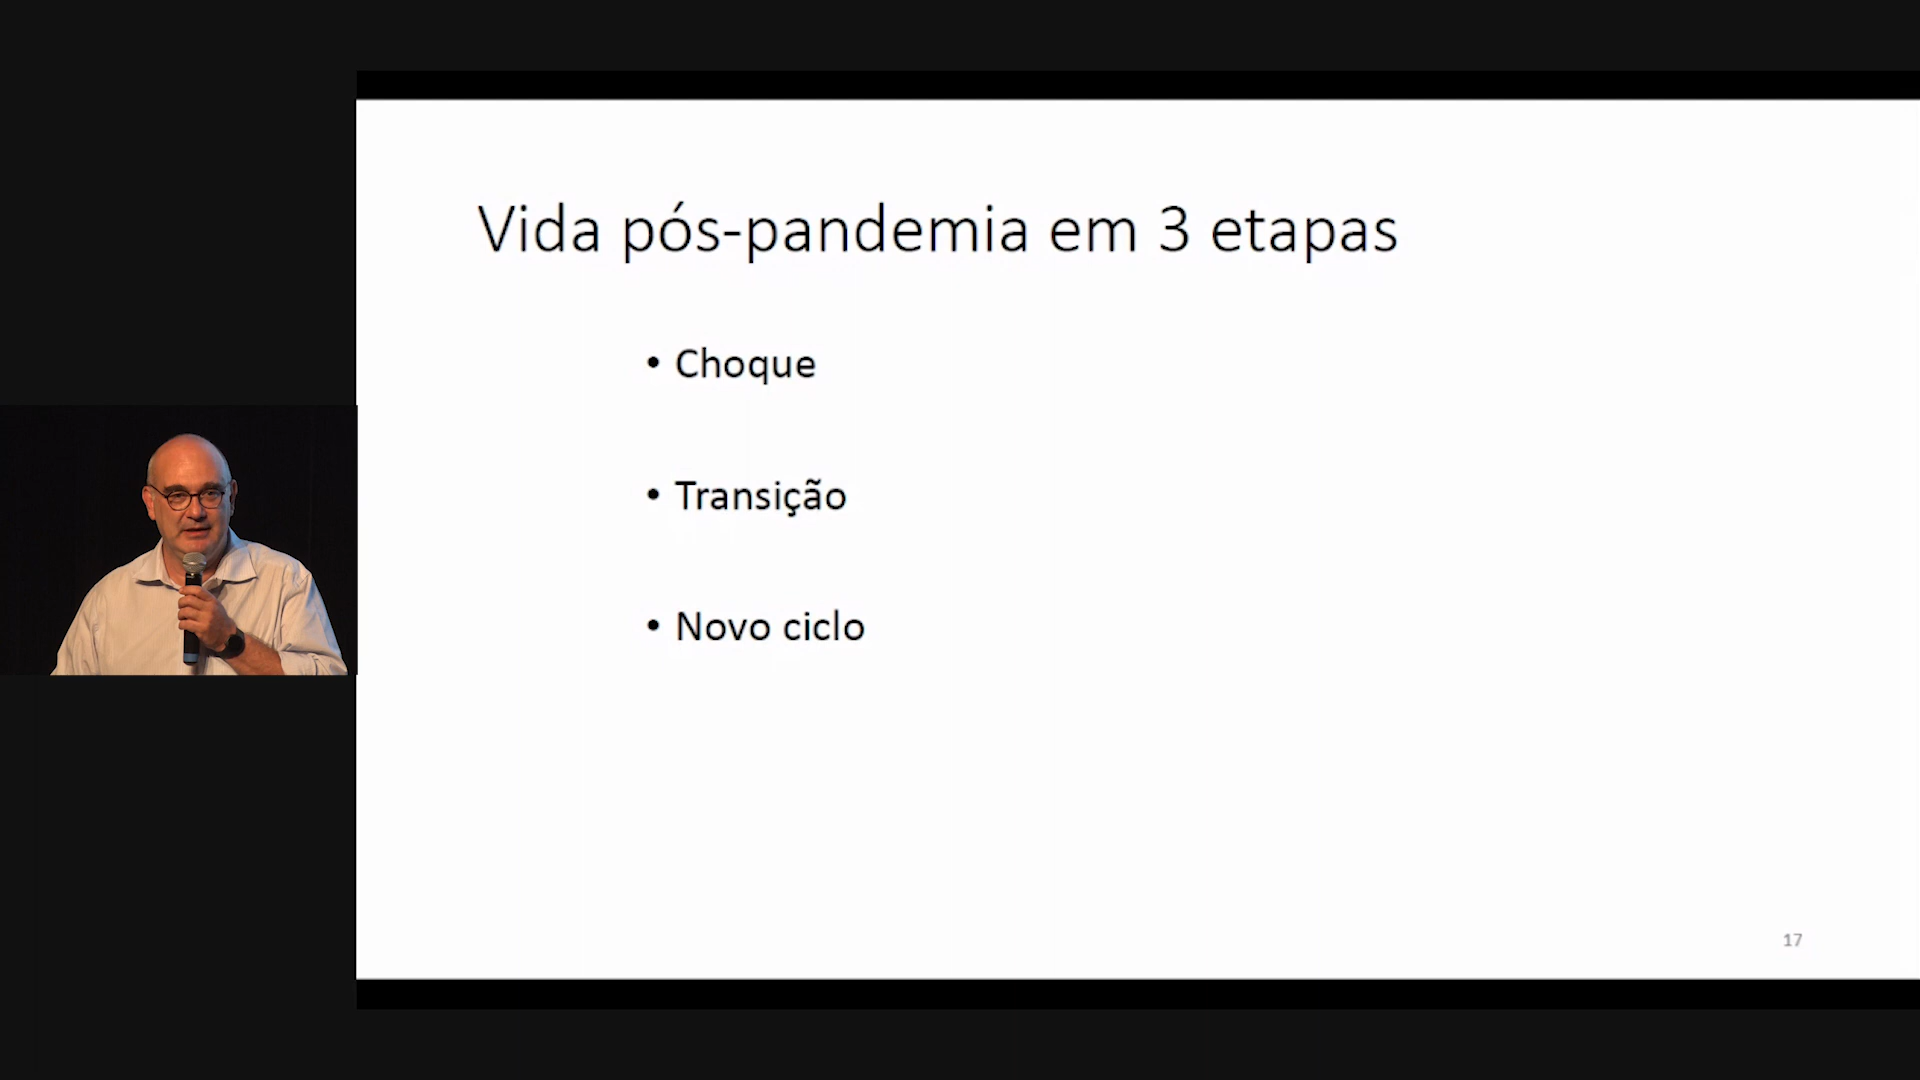 Vida pós-pandemia em 3 etapas
• Choque
• Transição
• Novo ciclo
17